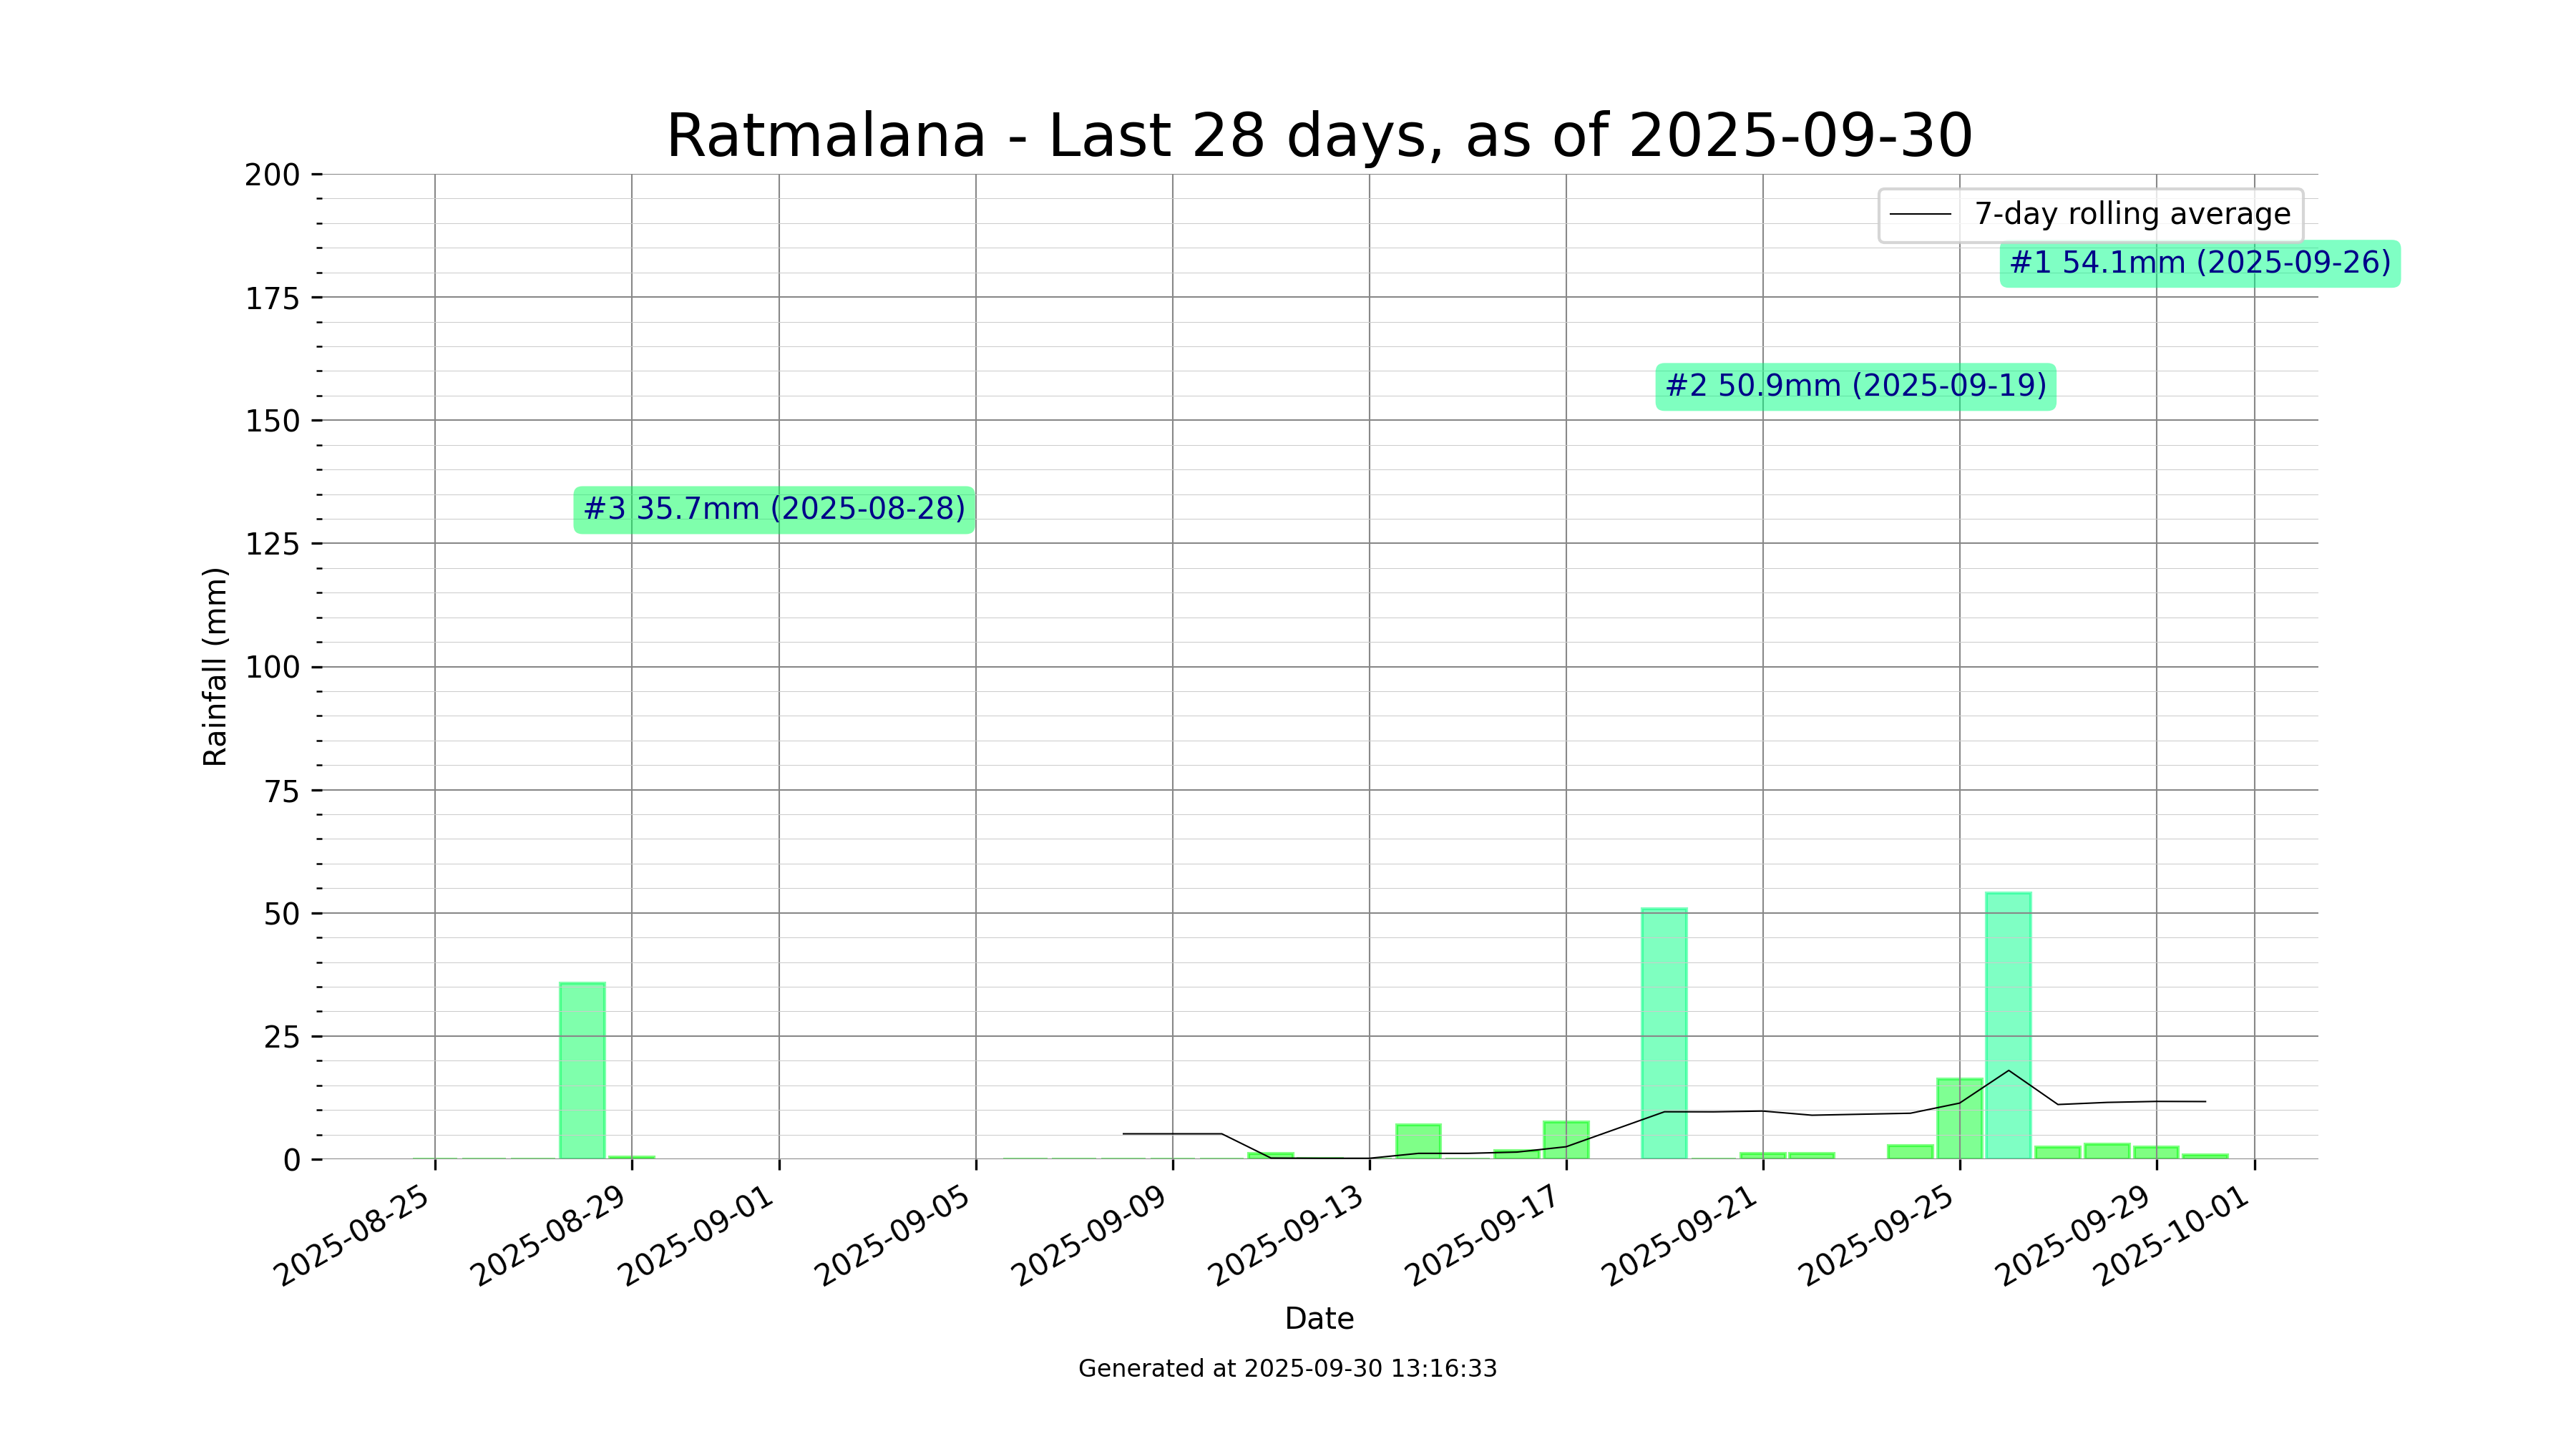 Ratmalana - Last 28 days, as of 2025-09-30
7-day rolling average
#1 54.1mm (2025-09-26)
#2 50.9mm (2025-09-19)
#3 35.7mm (2025-08-28)
Rainfall (mm)
200
175
150
125
100
75
50
25
0
2025-08-25
2025-08-29
2025-09-01
2025-09-05
2025-09-09
2025-09-13
2025-09-17
2025-09-21
2025-09-25
2025-09-29
2025-10-01
Date
Generated at 2025-09-30 13:16:33